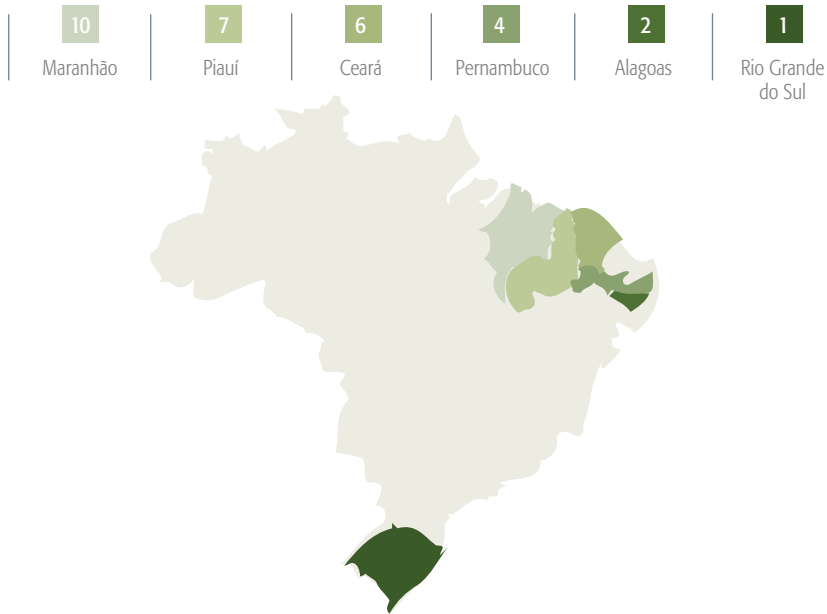 10
Maranhão
7
Piauí
6
Ceará
4
Pernambuco
2
Alagoas
1
Rio Grande
do Sul